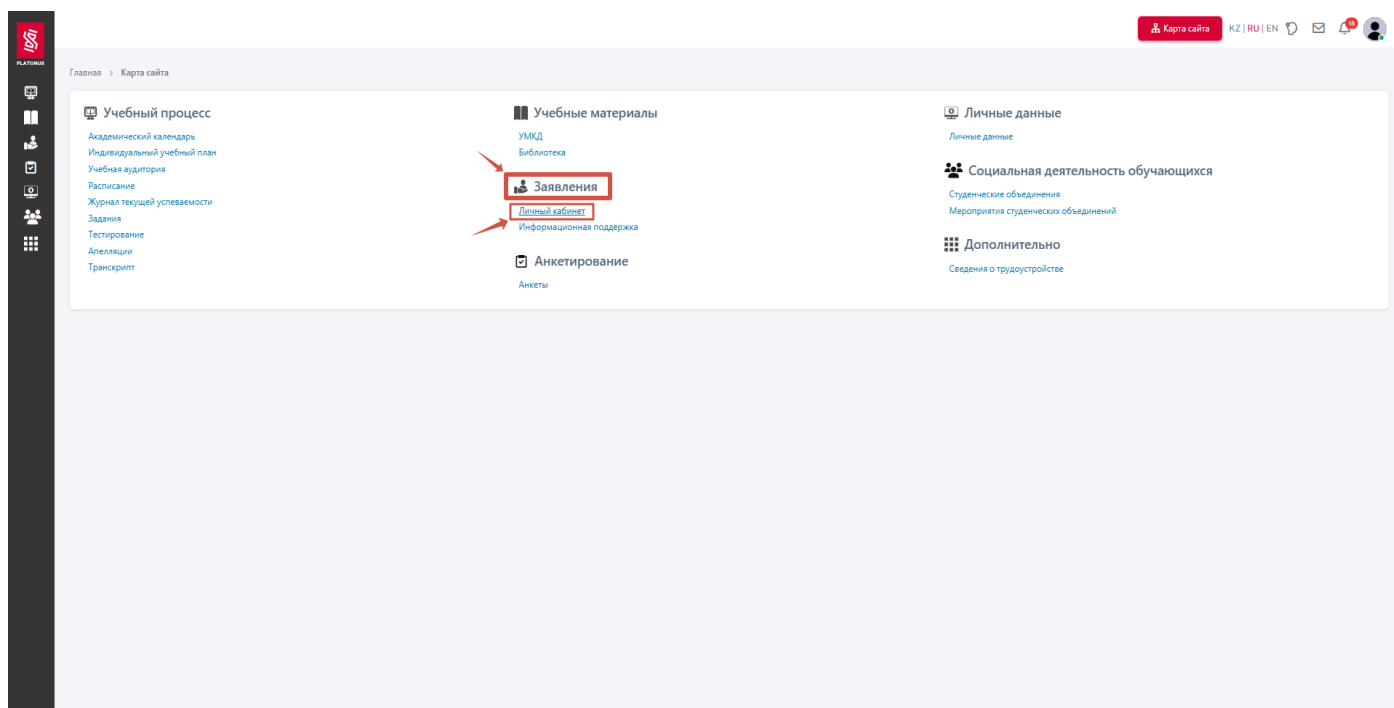 Карта сайта
KZ | RU | EN
15
PLATONUS
Главная > Карта сайта
Учебный процесс
Академический календарь
Индивидуальный учебный план
Учебная аудитория
Расписание
Журнал текущей успеваемости
Задания
Тестирование
Апелляции
Транскрипт
Учебные материалы
УМКД
Библиотека
Заявления
Личный кабинет
Информационная поддержка
Анкетирование
Анкеты
Личные данные
Личные данные
Социальная деятельность обучающихся
Студенческие объединения
Мероприятия студенческих объединений
Дополнительно
Сведения о трудоустройстве